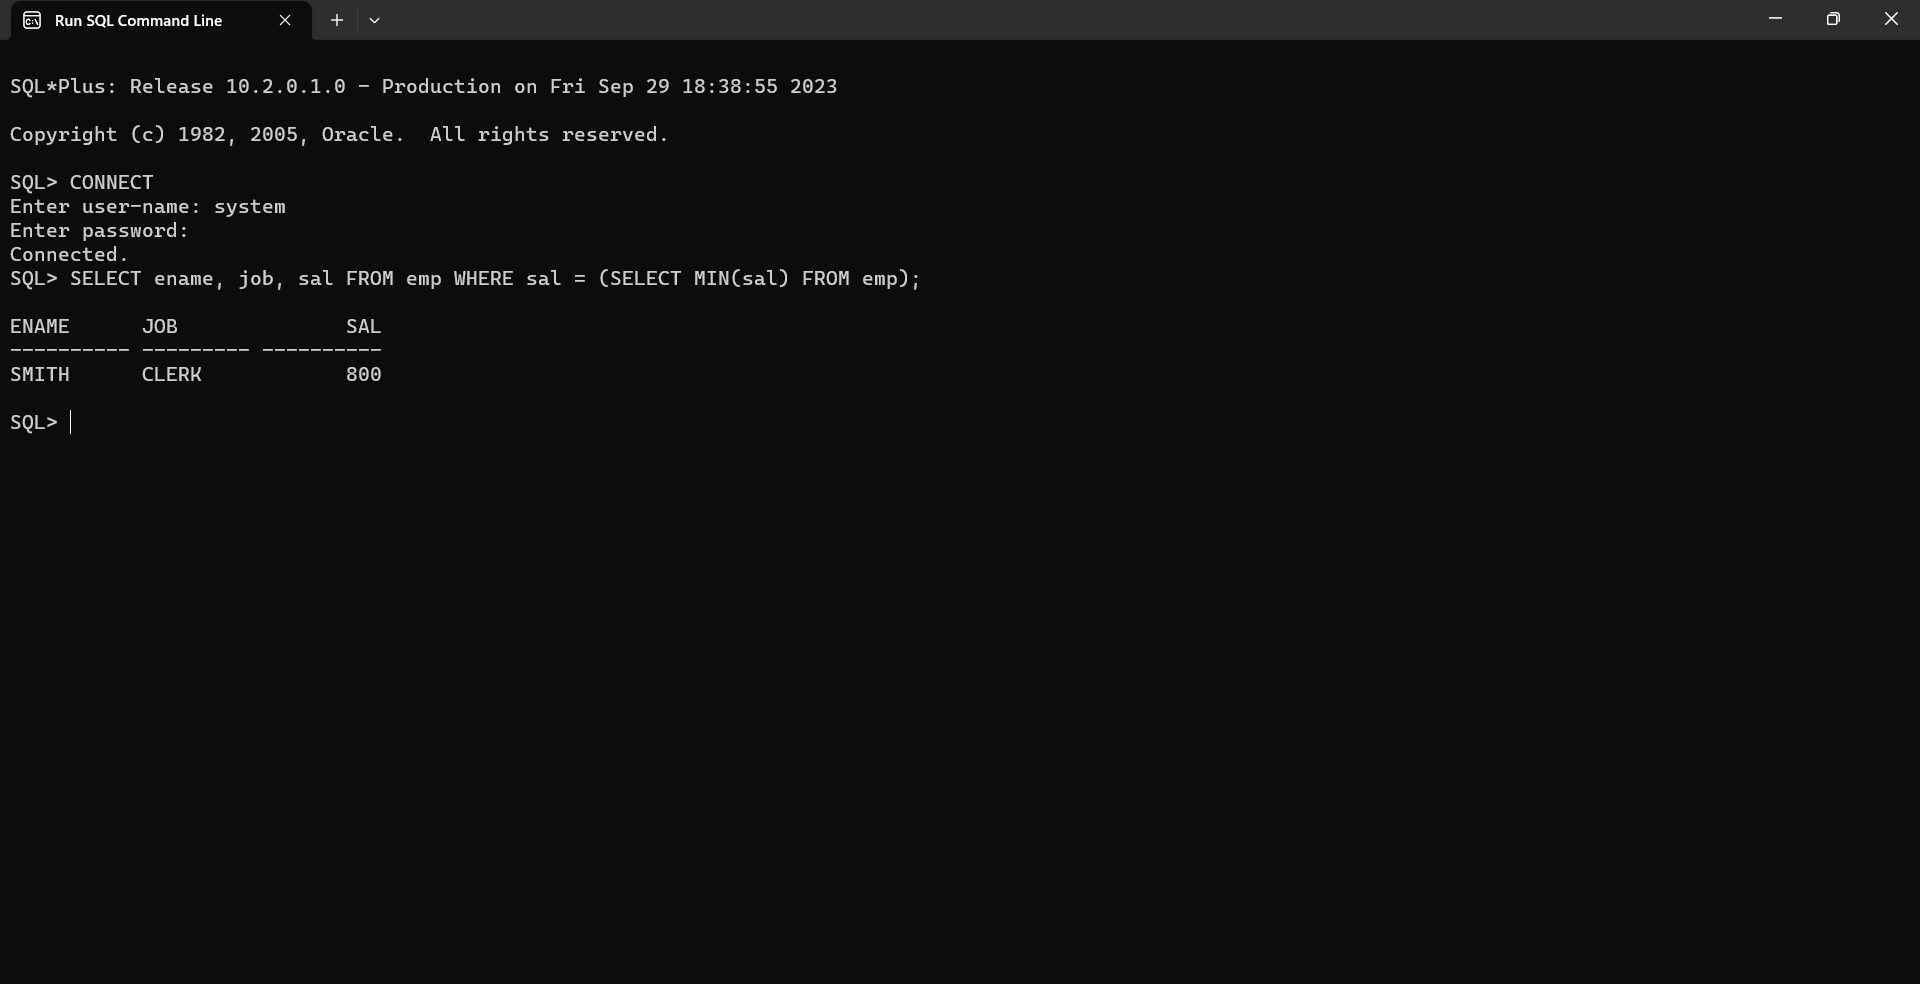 Run SQL Command Line
SQL*Plus: Release 10.2.0.1.0 - Production on Fri Sep 29 18:38:55 2023
Copyright (c) 1982, 2005, Oracle.  All rights reserved.
SQL> CONNECT
Enter user-name: system
Enter password:
Connected.
SQL> SELECT ename, job, sal FROM emp WHERE sal = (SELECT MIN(sal) FROM emp);
ENAME      JOB              SAL
---------- --------- ----------
SMITH      CLERK            800
SQL>